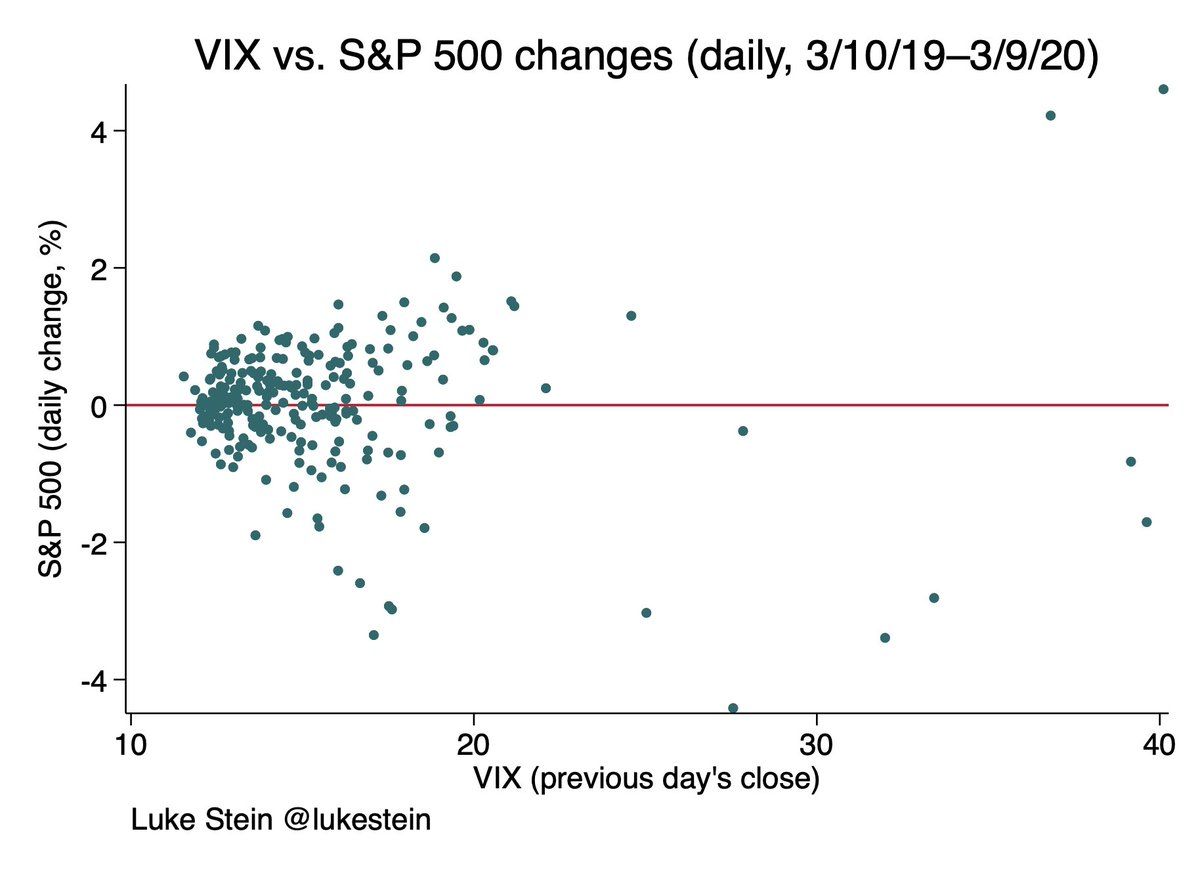 VIX vs. S&P 500 changes (daily, 3/10/19–3/9/20)
S&P 500 (daily change, %)
4
2
0
-2
-4
10 20 30 40
VIX (previous day's close)
Luke Stein @lukestein